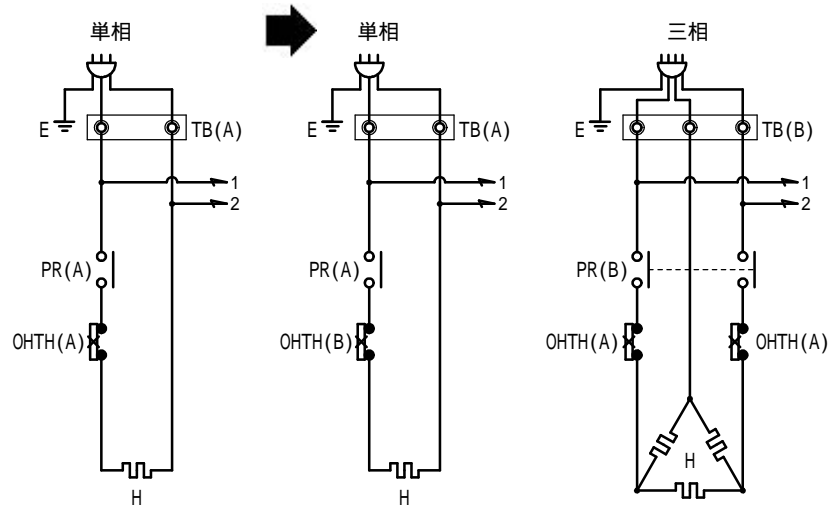 単相 単相 三相
E TB(A) E TB(A) E TB(B)
1 1 1
2 2 2
PR(A) PR(A) PR(B)
OHTH(A) OHTH(B) OHTH(A) OHTH(A)
H
H H